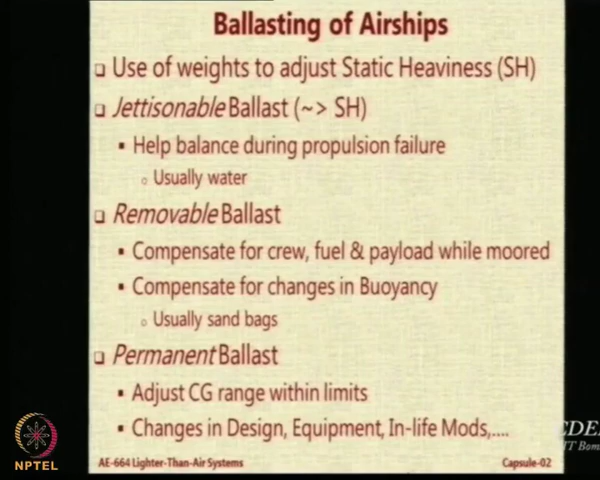 Ballasting of Airships
Use of weights to adjust Static Heaviness (SH)
Jettisonable Ballast (~> SH)
Help balance during propulsion failure
Usually water
Removable Ballast
Compensate for crew, fuel & payload while moored
Compensate for changes in Buoyancy
Usually sand bags
Permanent Ballast
Adjust CG range within limits
Changes in Design, Equipment, In-life Mods,....
AE-664 Lighter-Than-Air Systems
Capsule-02
NPTEL
CDE
IT Bom